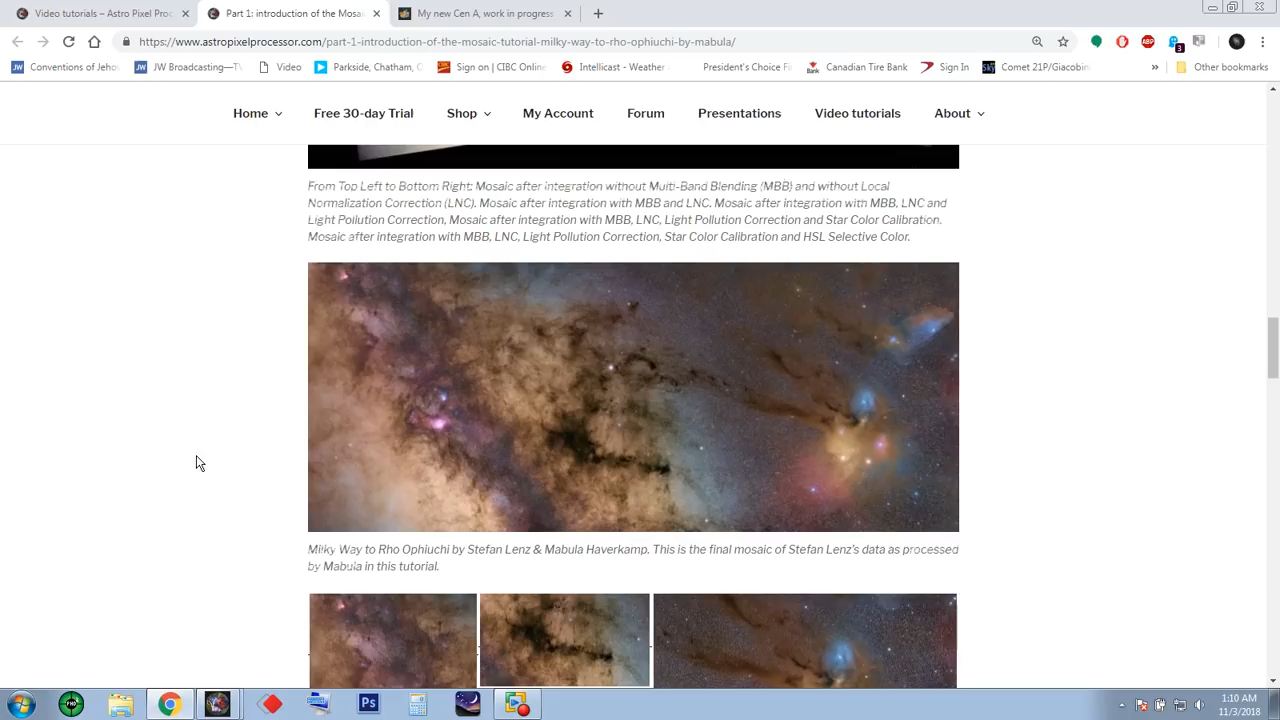 Video tutorials – Astro Pixel Proc
Part 1: introduction of the Mosai
My new Cen A, work in progress
https://www.astropixelprocessor.com/part-1-introduction-of-the-mosaic-tutorial-milky-way-to-rho-ophiuchi-by-mabula/
ABP
3
JW Conventions of Jeho
JW JW Broadcasting—T
Video
Parkside, Chatham, C
Sign on | CIBC Online
Intellicast - Weather
President's Choice Fi
Bank Canadian Tire Bank
Sign In
Sky Comet 21P/Giacobin
»
Other bookmarks
Home
Free 30-day Trial
Shop
My Account
Forum
Presentations
Video tutorials
About
From Top Left to Bottom Right: Mosaic after integration without Multi-Band Blending (MBB) and without Local
Normalization Correction (LNC). Mosaic after integration with MBB and LNC. Mosaic after integration with MBB, LNC and
Light Pollution Correction, Mosaic after integration with MBB, LNC, Light Pollution Correction and Star Color Calibration.
Mosaic after integration with MBB, LNC, Light Pollution Correction, Star Color Calibration and HSL Selective Color.
Milky Way to Rho Ophiuchi by Stefan Lenz & Mabula Haverkamp. This is the final mosaic of Stefan Lenz's data as processed
by Mabula in this tutorial.
Ps
1:10 AM
11/3/2018